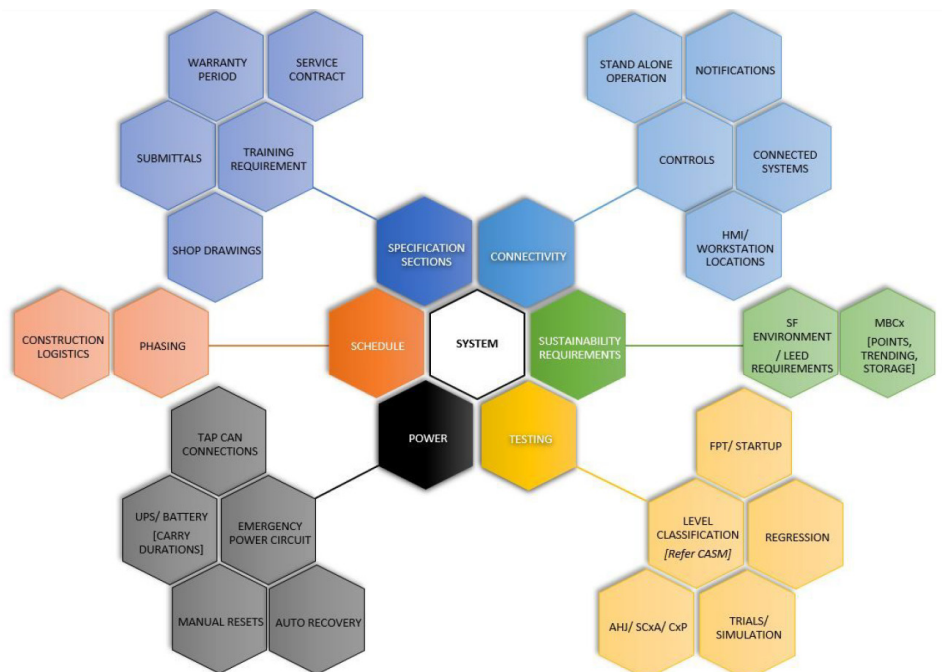 WARRANTY
PERIOD
SERVICE
CONTRACT
SUBMITTALS
TRAINING
REQUIREMENT
SHOP DRAWINGS
STAND ALONE
OPERATION
NOTIFICATIONS
CONTROLS
CONNECTED
SYSTEMS
HMI/
WORKSTATION
LOCATIONS
SPECIFICATION
SECTIONS
CONNECTIVITY
CONSTRUCTION
LOGISTICS
PHASING
SCHEDULE
SYSTEM
SUSTAINABILITY
REQUIREMENTS
SF
ENVIRONMENT
/ LEED
REQUIREMENTS
MBCx
[POINTS,
TRENDING,
STORAGE]
POWER
TESTING
TAP CAN
CONNECTIONS
UPS/ BATTERY
[CARRY
DURATIONS]
EMERGENCY
POWER CIRCUIT
MANUAL RESETS
AUTO RECOVERY
FPT/ STARTUP
LEVEL
CLASSIFICATION
[Refer CASM]
REGRESSION
AHJ/ SCxA/ CxP
TRIALS/
SIMULATION